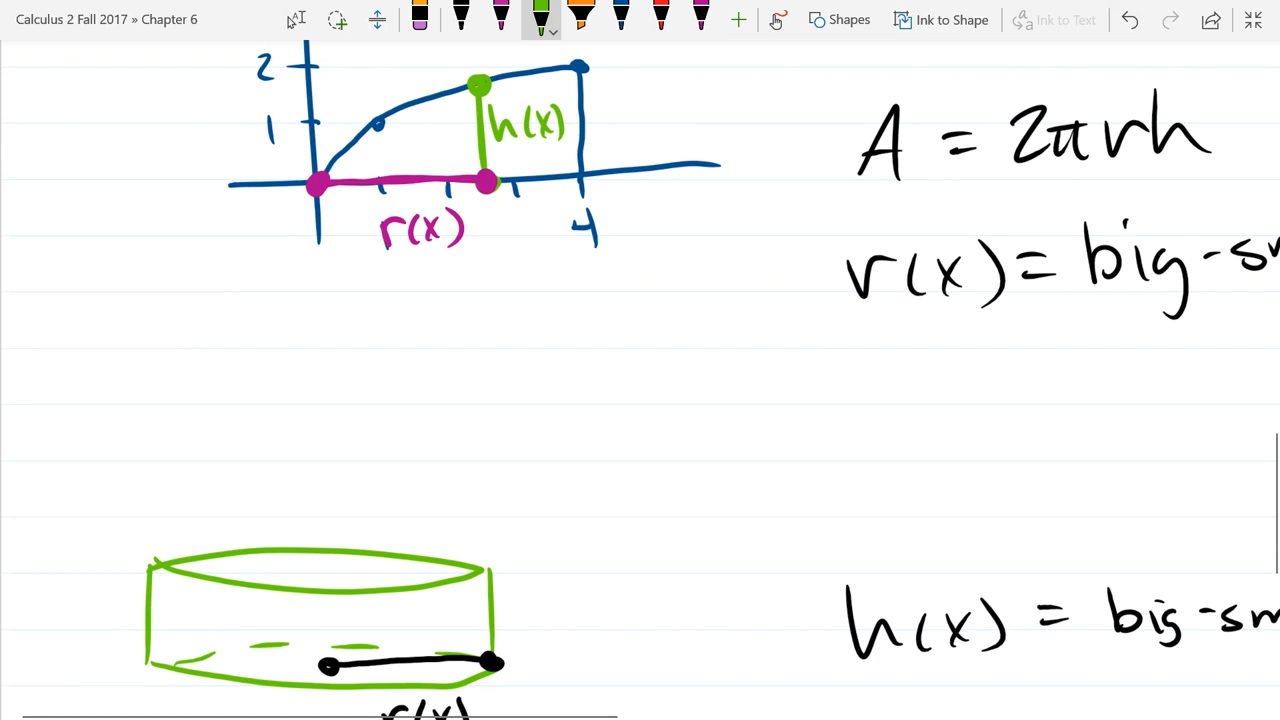 Calculus 2 Fall 2017 » Chapter 6
Shapes
Ink to Shape
Ink to Text
2
1
h(x)
r(x)
4
A = 2πrh
r(x) = big-sm
h(x) = big-sm
r(x)